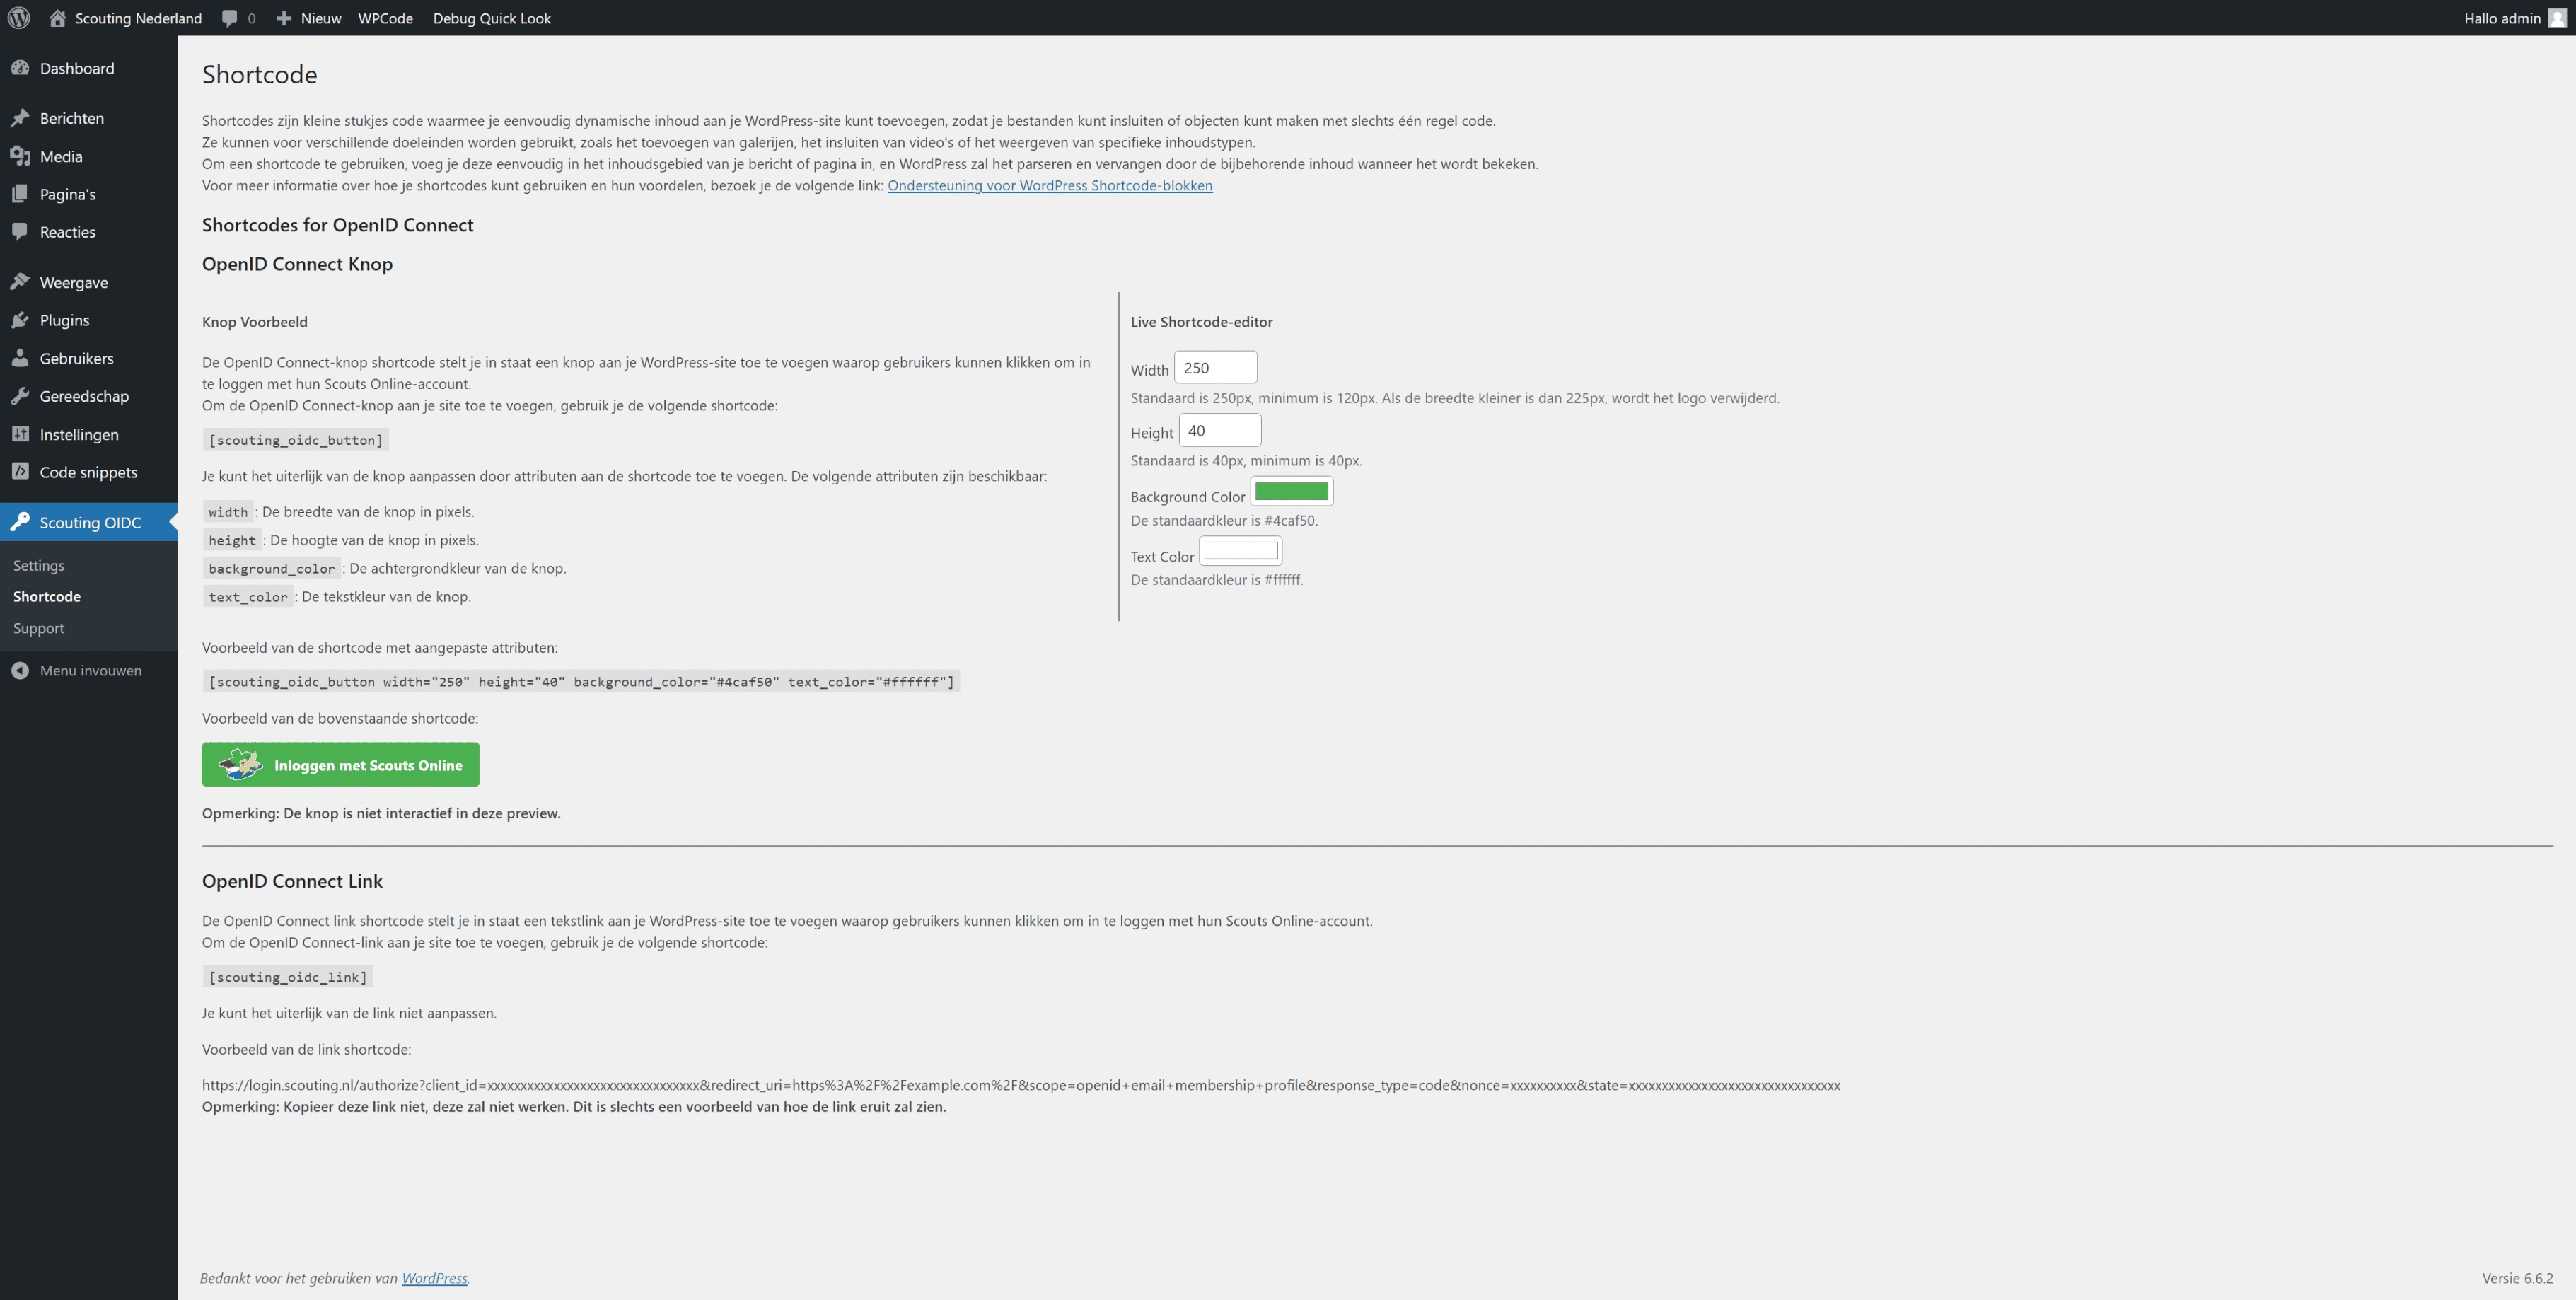 Scouting Nederland
0
Nieuw
WPCode
Debug Quick Look
Hallo admin
Dashboard
Berichten
Media
Pagina's
Reacties
Weergave
Plugins
Gebruikers
Gereedschap
Instellingen
Code snippets
Scouting OIDC
Settings
Shortcode
Support
Menu invouwen
Shortcode
Shortcodes zijn kleine stukjes code waarmee je eenvoudig dynamische inhoud aan je WordPress-site kunt toevoegen, zodat je bestanden kunt insluiten of objecten kunt maken met slechts één regel code.
Ze kunnen voor verschillende doeleinden worden gebruikt, zoals het toevoegen van galerijen, het insluiten van video's of het weergeven van specifieke inhoudstypen.
Om een shortcode te gebruiken, voeg je deze eenvoudig in het inhoudsgebied van je bericht of pagina in, en WordPress zal het parseren en vervangen door de bijbehorende inhoud wanneer het wordt bekeken.
Voor meer informatie over hoe je shortcodes kunt gebruiken en hun voordelen, bezoek je de volgende link: Ondersteuning voor WordPress Shortcode-blokken
Shortcodes for OpenID Connect
OpenID Connect Knop
Knop Voorbeeld
De OpenID Connect-knop shortcode stelt je in staat een knop aan je WordPress-site toe te voegen waarop gebruikers kunnen klikken om in
te loggen met hun Scouts Online-account.
Om de OpenID Connect-knop aan je site toe te voegen, gebruik je de volgende shortcode:
[scouting_oidc_button]
Je kunt het uiterlijk van de knop aanpassen door attributen aan de shortcode toe te voegen. De volgende attributen zijn beschikbaar:
width : De breedte van de knop in pixels.
height : De hoogte van de knop in pixels.
background_color : De achtergrondkleur van de knop.
text_color : De tekstkleur van de knop.
Live Shortcode-editor
Width 250
Standaard is 250px, minimum is 120px. Als de breedte kleiner is dan 225px, wordt het logo verwijderd.
Height 40
Standaard is 40px, minimum is 40px.
Background Color
De standaardkleur is #4caf50.
Text Color
De standaardkleur is #ffffff.
Voorbeeld van de shortcode met aangepaste attributen:
[scouting_oidc_button width="250" height="40" background_color="#4caf50" text_color="#ffffff"]
Voorbeeld van de bovenstaande shortcode:
Inloggen met Scouts Online
Opmerking: De knop is niet interactief in deze preview.
OpenID Connect Link
De OpenID Connect link shortcode stelt je in staat een tekstlink aan je WordPress-site toe te voegen waarop gebruikers kunnen klikken om in te loggen met hun Scouts Online-account.
Om de OpenID Connect-link aan je site toe te voegen, gebruik je de volgende shortcode:
[scouting_oidc_link]
Je kunt het uiterlijk van de link niet aanpassen.
Voorbeeld van de link shortcode:
https://login.scouting.nl/authorize?client_id=xxxxxxxxxxxxxxxxxxxxxxxxxxxxxxxx&redirect_uri=https%3A%2F%2Fexample.com%2F&scope=openid+email+membership+profile&response_type=code&nonce=xxxxxxxxxx&state=xxxxxxxxxxxxxxxxxxxxxxxxxxxxxxxx
Opmerking: Kopieer deze link niet, deze zal niet werken. Dit is slechts een voorbeeld van hoe de link eruit zal zien.
Bedankt voor het gebruiken van WordPress.
Versie 6.6.2